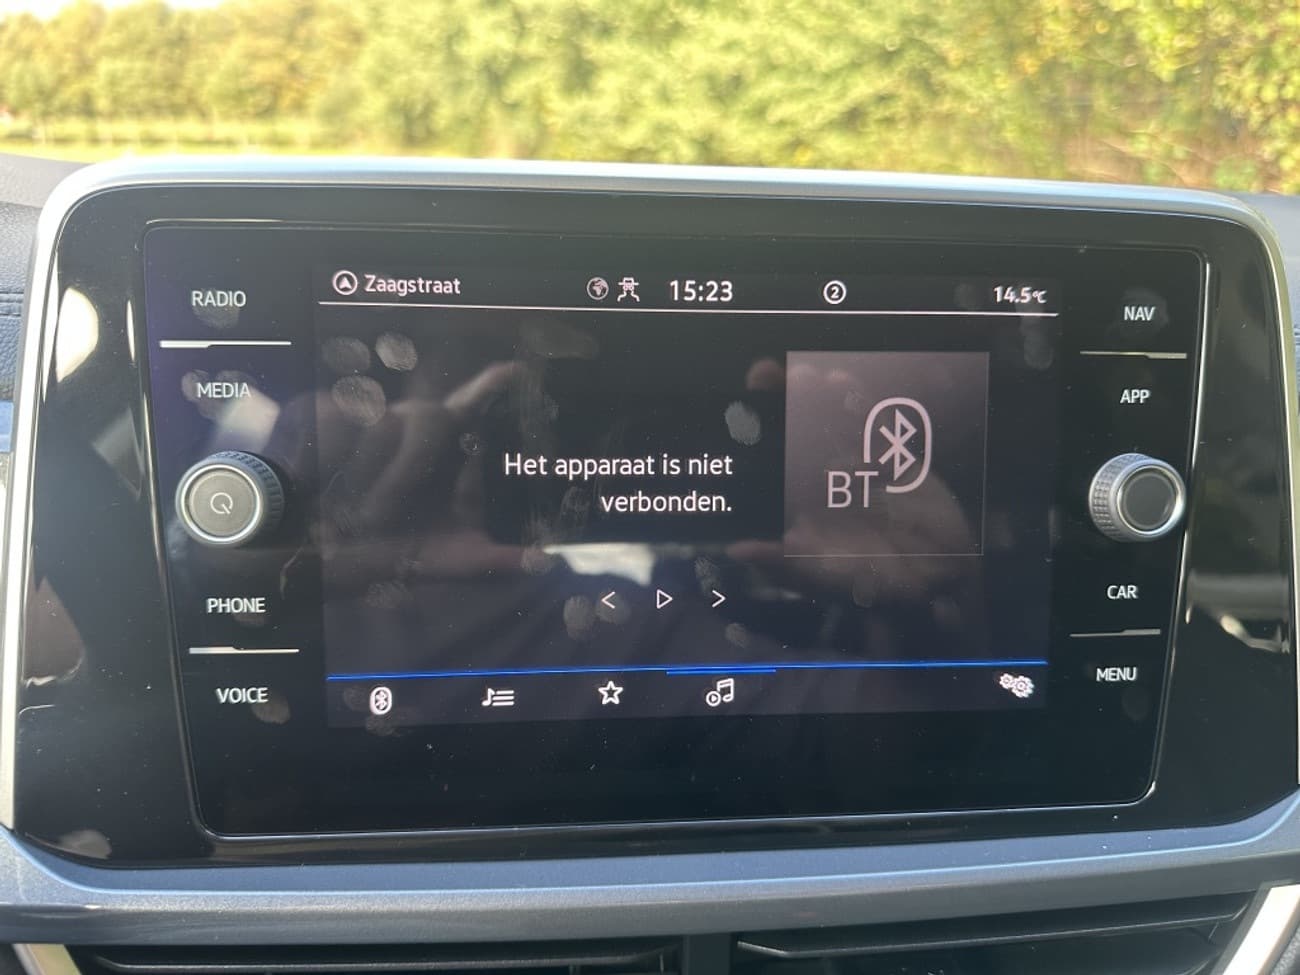 RADIO
MEDIA
PHONE
VOICE
Zaagstraat 15:23 2 14.5°C
Het apparaat is niet
verbonden.
BT
NAV
APP
CAR
MENU